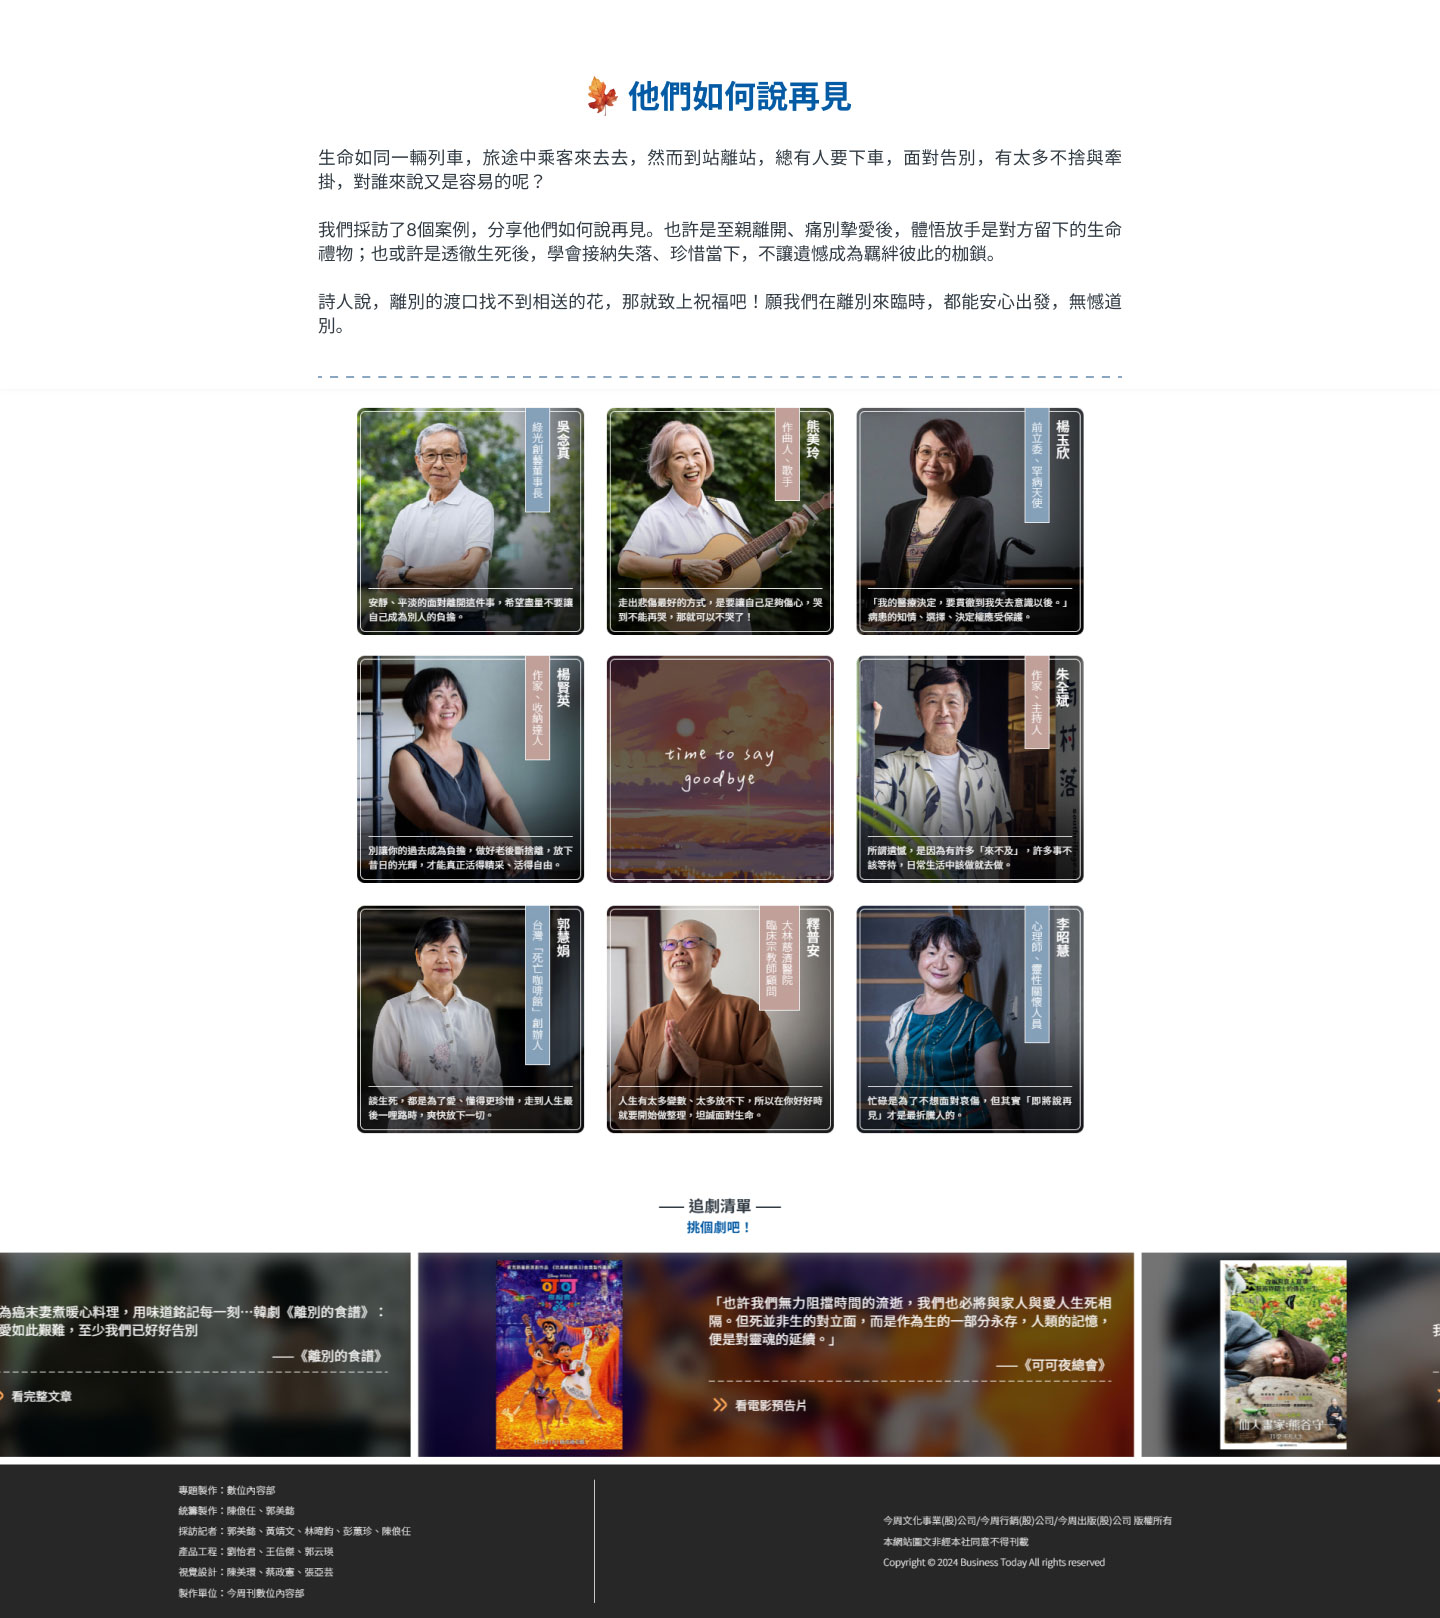 他們如何說再見
生命如同一輛列車，旅途中乘客來去去，然而到站離站，總有人要下車，面對告別，有太多不捨與牽
掛，對誰來說又是容易的呢？
我們採訪了8個案例，分享他們如何說再見。也許是至親離開、痛別摯愛後，體悟放手是對方留下的生命
禮物；也或許是透徹生死後，學會接納失落、珍惜當下，不讓遺憾成為羈絆彼此的枷鎖。
詩人說，離別的渡口找不到相送的花，那就致上祝福吧！願我們在離別來臨時，都能安心出發，無憾道
別。
吳念真
綠光創藝董事長
安靜、平淡的面對離開這件事，希望盡量不要讓
自己成為別人的負擔。
熊美玲
作曲人、歌手
走出悲傷最好的方式，是要讓自己足夠傷心，哭
到不能再哭，那就可以不哭了！
楊玉欣
前立委、罕病天使
「我的醫療決定，要貫徹到我失去意識以後。」
病患的知情、選擇、決定權應受保護。
楊賢英
作家、收納達人
別讓你的過去成為負擔，做好老後斷捨離，放下
昔日的光輝，才能真正活得精采、活得自由。
time to say
goodbye
朱全斌
作家、主持人
村
落
所謂遺憾，是因為有許多「來不及」，許多事不
該等待，日常生活中該做就去做。
郭慧娟
台灣「死亡咖啡館」創辦人
談生死，都是為了愛、懂得更珍惜，走到人生最
後一哩路時，爽快放下一切。
釋普安
大林慈濟醫院
臨床宗教師顧問
人生有太多變數、太多放不下，所以在你好好時
就要開始做整理，坦誠面對生命。
李昭慧
心理師、靈性關懷人員
忙碌是為了不想面對哀傷，但其實「即將說再
見」才是最折騰人的。
追劇清單
挑個劇吧！
為癌末妻煮暖心料理，用味道銘記每一刻⋯韓劇《離別的食譜》：
愛如此艱難，至少我們已好好告別
——《離別的食譜》
看完整文章
可可
夜總會
「也許我們無力阻擋時間的流逝，我們也必將與家人與愛人生死相
隔。但死並非生的對立面，而是作為生的一部分永存，人類的記憶，
便是對靈魂的延續。」
——《可可夜總會》
看電影預告片
仙人畫家:熊谷守一
我
專題製作：數位內容部
統籌製作：陳俍任、郭美懿
採訪記者：郭美懿、黃靖文、林暐鈞、彭蕙珍、陳俍任
產品工程：劉怡君、王信傑、郭云瑛
視覺設計：陳美環、蔡政憲、張亞芸
製作單位：今周刊數位內容部
今周文化事業(股)公司/今周行銷(股)公司/今周出版(股)公司 版權所有
本網站圖文非經本社同意不得刊載
Copyright © 2024 Business Today All rights reserved